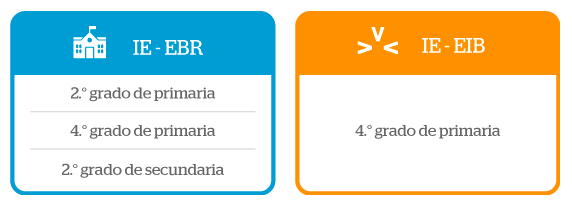 IE - EBR
2.° grado de primaria
4.° grado de primaria
2.° grado de secundaria
IE - EIB
4.° grado de primaria